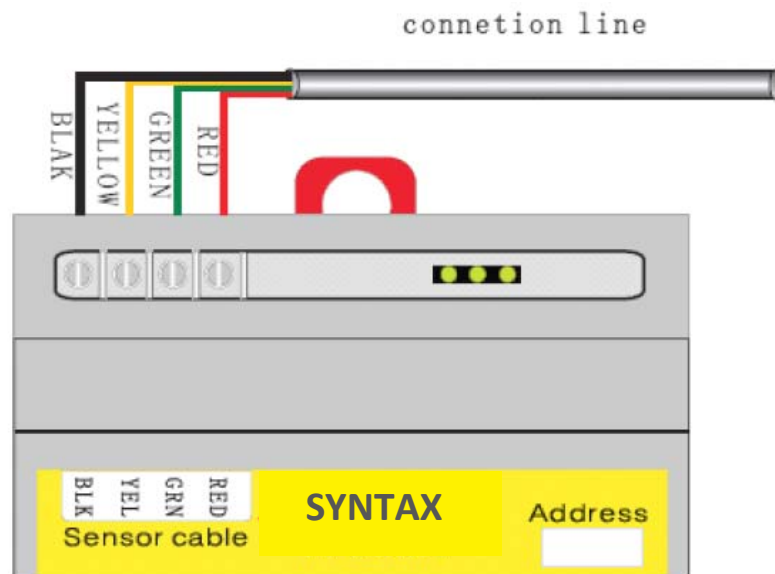 connetion line
BLAK
YELLOW
GREEN
RED
BLK
YEL
GRN
RED
SYNTAX
Address
Sensor cable